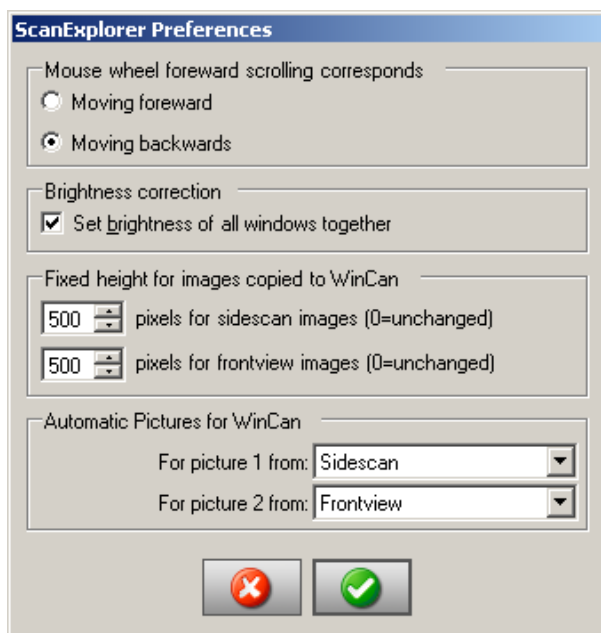 ScanExplorer Preferences
Mouse wheel foreward scrolling corresponds
Moving foreward
Moving backwards
Brightness correction
Set brightness of all windows together
Fixed height for images copied to WinCan
500 pixels for sidescan images (0=unchanged)
500 pixels for frontview images (0=unchanged)
Automatic Pictures for WinCan
For picture 1 from: Sidescan
For picture 2 from: Frontview